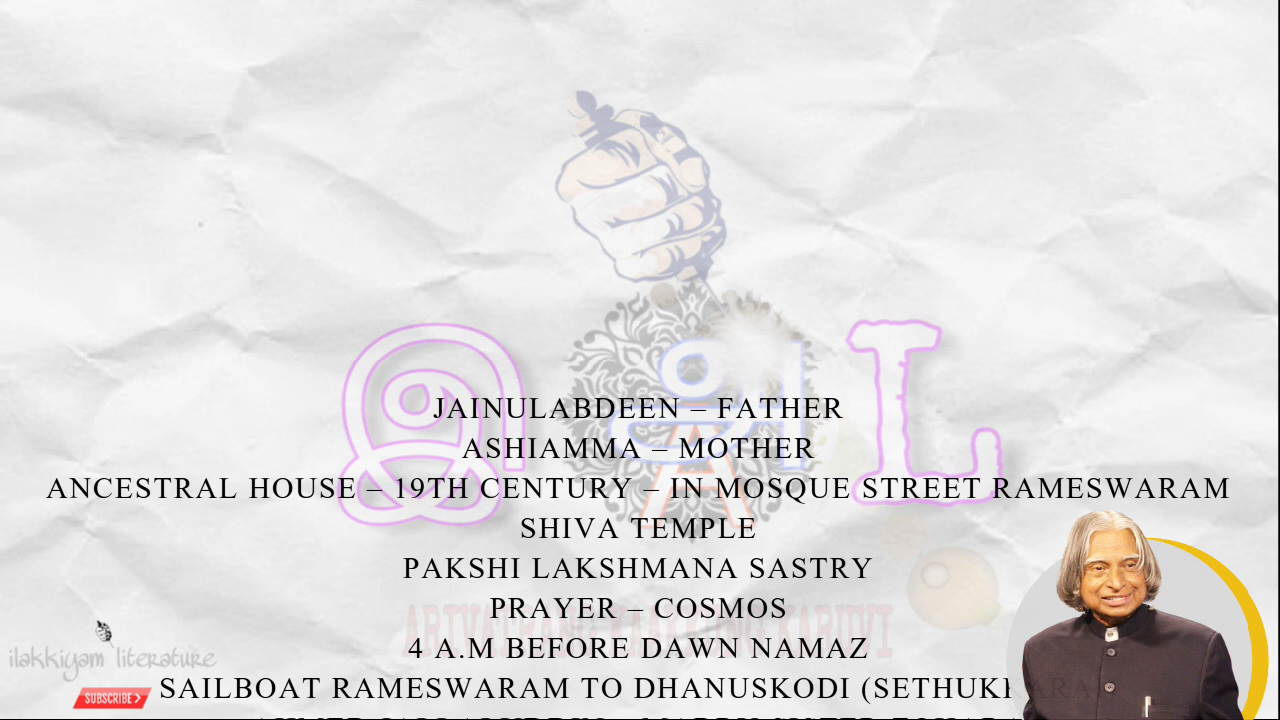 இ அ L
A
JAINULABDEEN – FATHER
ASHIAMMA – MOTHER
ANCESTRAL HOUSE – 19TH CENTURY – IN MOSQUE STREET RAMESWARAM
SHIVA TEMPLE
PAKSHI LAKSHMANA SASTRY
PRAYER – COSMOS
4 A.M BEFORE DAWN NAMAZ
ilakkiyam literature
SUBSCRIBE
SAILBOAT RAMESWARAM TO DHANUSKODI